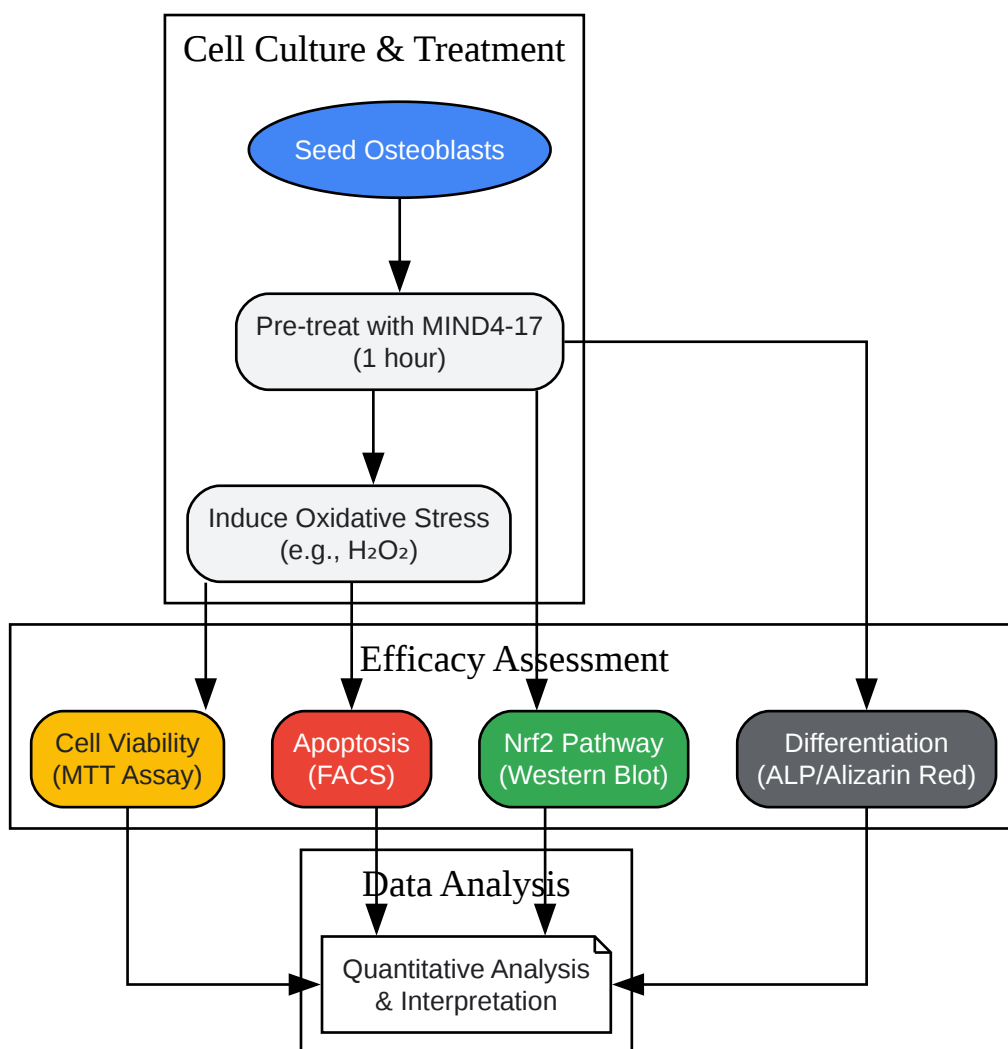 Cell Culture & Treatment
Seed Osteoblasts
Pre-treat with MIND4-17
(1 hour)
Induce Oxidative Stress
(e.g., H₂O₂)
Efficacy Assessment
Cell Viability
(MTT Assay)
Apoptosis
(FACS)
Nrf2 Pathway
(Western Blot)
Differentiation
(ALP/Alizarin Red)
Data Analysis
Quantitative Analysis
& Interpretation